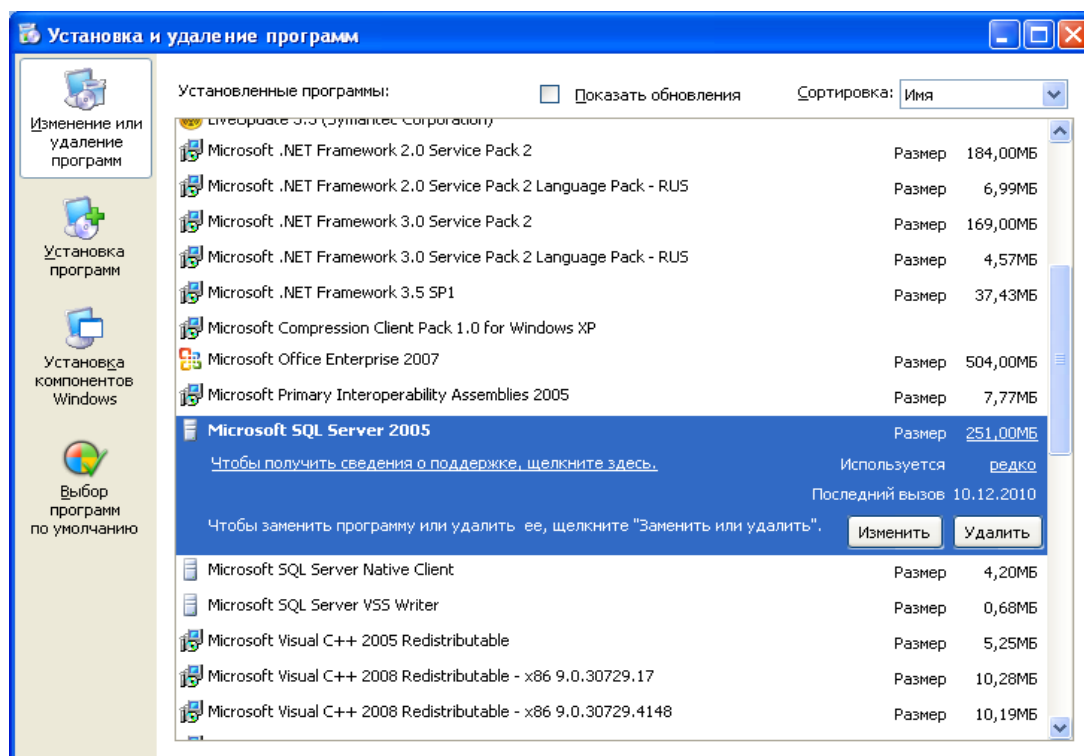 Установка и удаление программ
Изменение или
удаление
программ
Установка
программ
Установка
компонентов
Windows
Выбор
программ
по умолчанию
Установленные программы:
Показать обновления
Сортировка: Имя
LiveUpdate 3.3 (Symantec Corporation)
Microsoft .NET Framework 2.0 Service Pack 2 Размер 184,00МБ
Microsoft .NET Framework 2.0 Service Pack 2 Language Pack - RUS Размер 6,99МБ
Microsoft .NET Framework 3.0 Service Pack 2 Размер 169,00МБ
Microsoft .NET Framework 3.0 Service Pack 2 Language Pack - RUS Размер 4,57МБ
Microsoft .NET Framework 3.5 SP1 Размер 37,43МБ
Microsoft Compression Client Pack 1.0 for Windows XP
Microsoft Office Enterprise 2007 Размер 504,00МБ
Microsoft Primary Interoperability Assemblies 2005 Размер 7,77МБ
Microsoft SQL Server 2005 Размер 251,00МБ
Чтобы получить сведения о поддержке, щелкните здесь. Используется редко
Последний вызов 10.12.2010
Чтобы заменить программу или удалить ее, щелкните "Заменить или удалить". Изменить Удалить
Microsoft SQL Server Native Client Размер 4,20МБ
Microsoft SQL Server VSS Writer Размер 0,68МБ
Microsoft Visual C++ 2005 Redistributable Размер 5,25МБ
Microsoft Visual C++ 2008 Redistributable - x86 9.0.30729.17 Размер 10,28МБ
Microsoft Visual C++ 2008 Redistributable - x86 9.0.30729.4148 Размер 10,19МБ